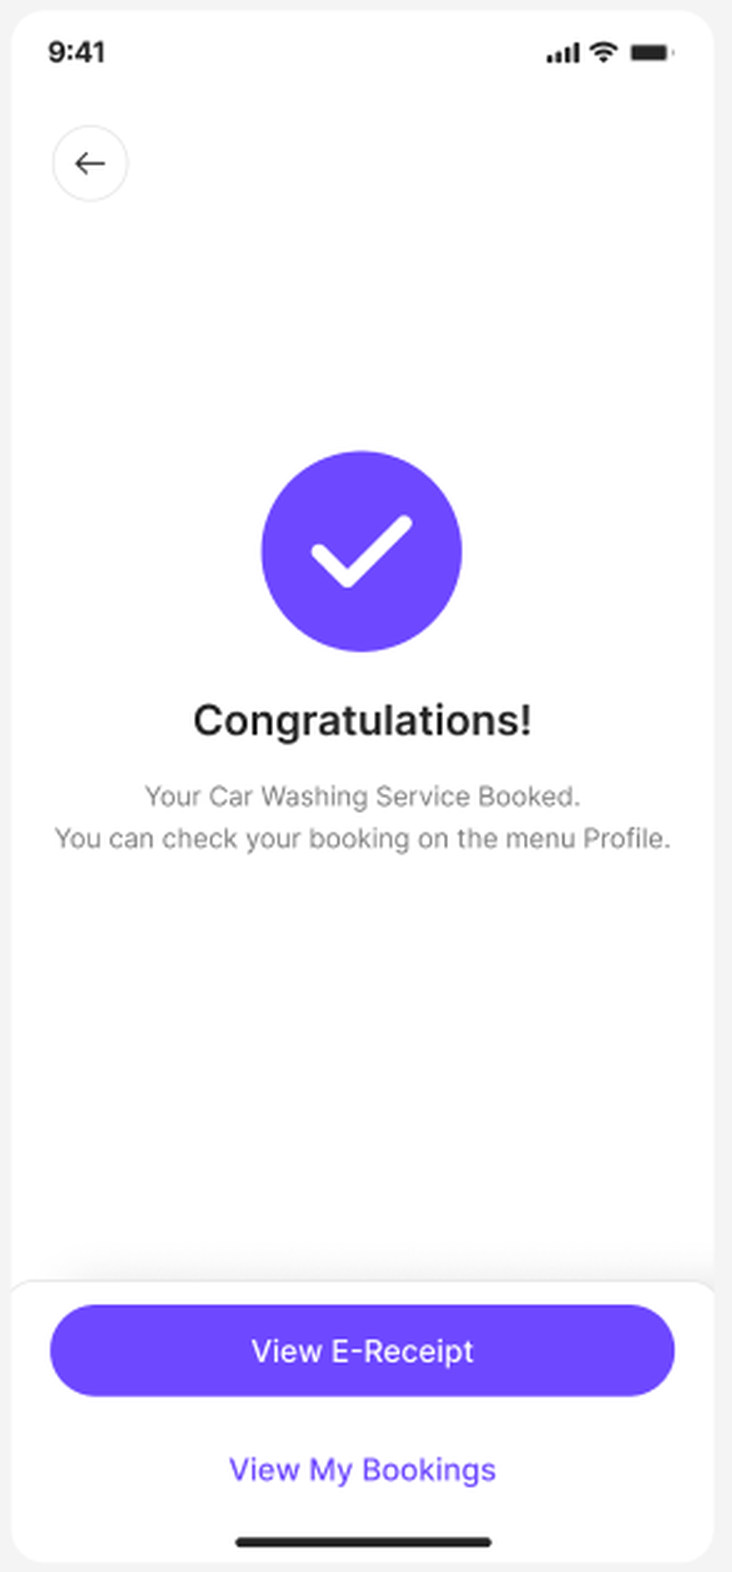 9:41
Congratulations!
Your Car Washing Service Booked.
You can check your booking on the menu Profile.
View E-Receipt
View My Bookings